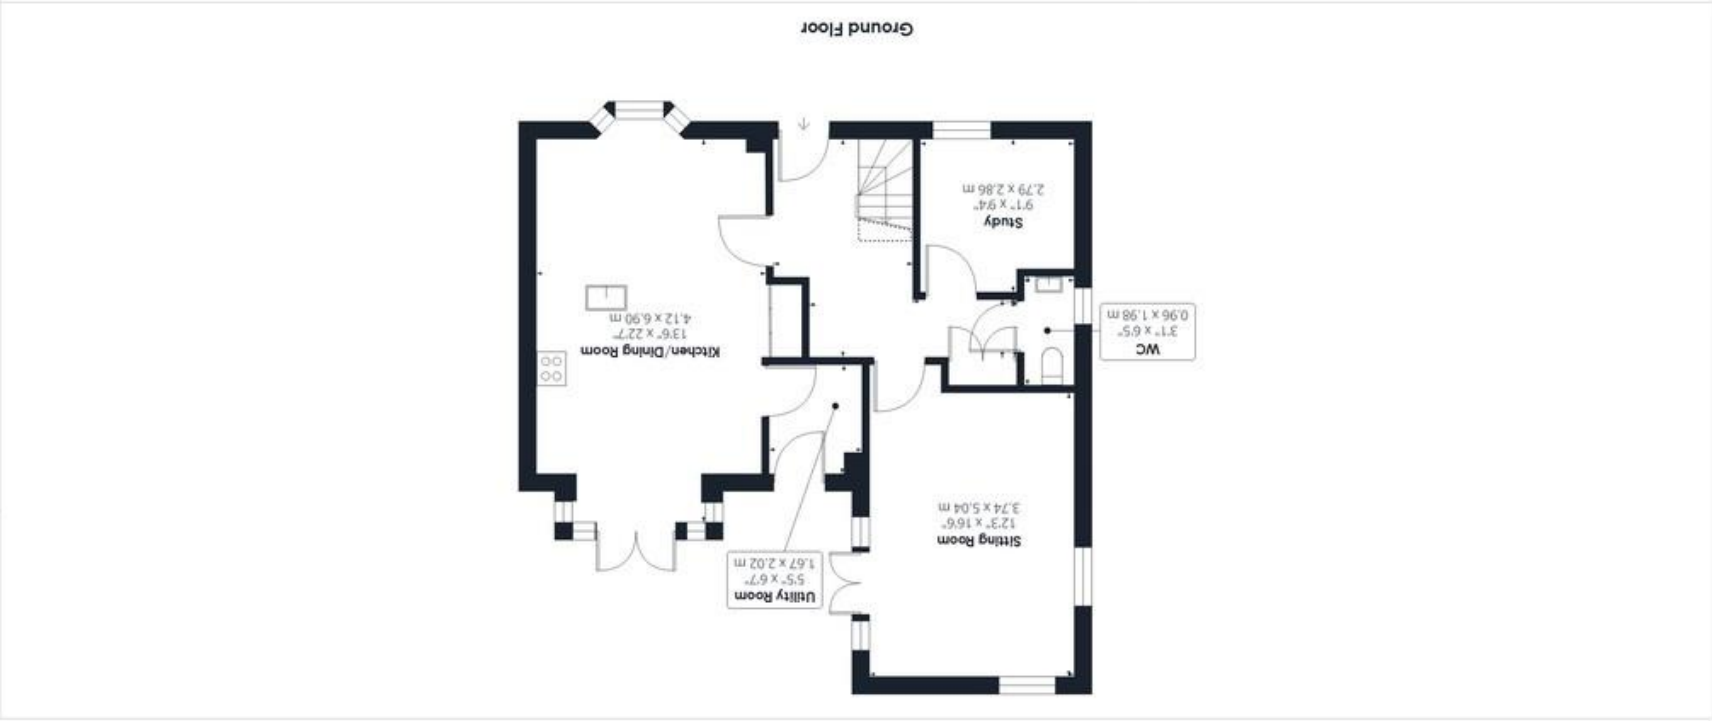 Utility Room
5'5" x 6'7"
1.67 x 2.02 m
Sitting Room
12'3" x 16'6"
3.74 x 5.04 m
Kitchen/Dining Room
13'6" x 22'7"
4.12 x 6.90 m
WC
3'1" x 6'5"
0.96 x 1.98 m
Study
9'1" x 9'4"
2.79 x 2.86 m
Ground Floor